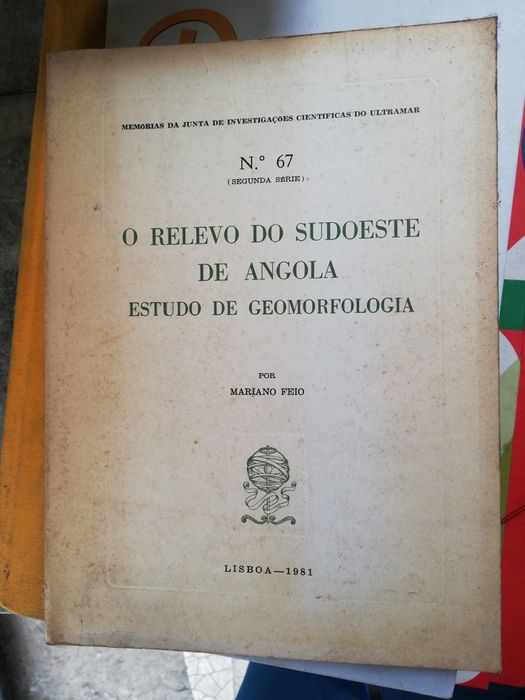 MEMÓRIAS DA JUNTA DE INVESTIGAÇÕES CIENTÍFICAS DO ULTRAMAR
N.º 67
(SEGUNDA SÉRIE)
O RELEVO DO SUDOESTE
DE ANGOLA
ESTUDO DE GEOMORFOLOGIA
POR
MARIANO FEIO
LISBOA—1981